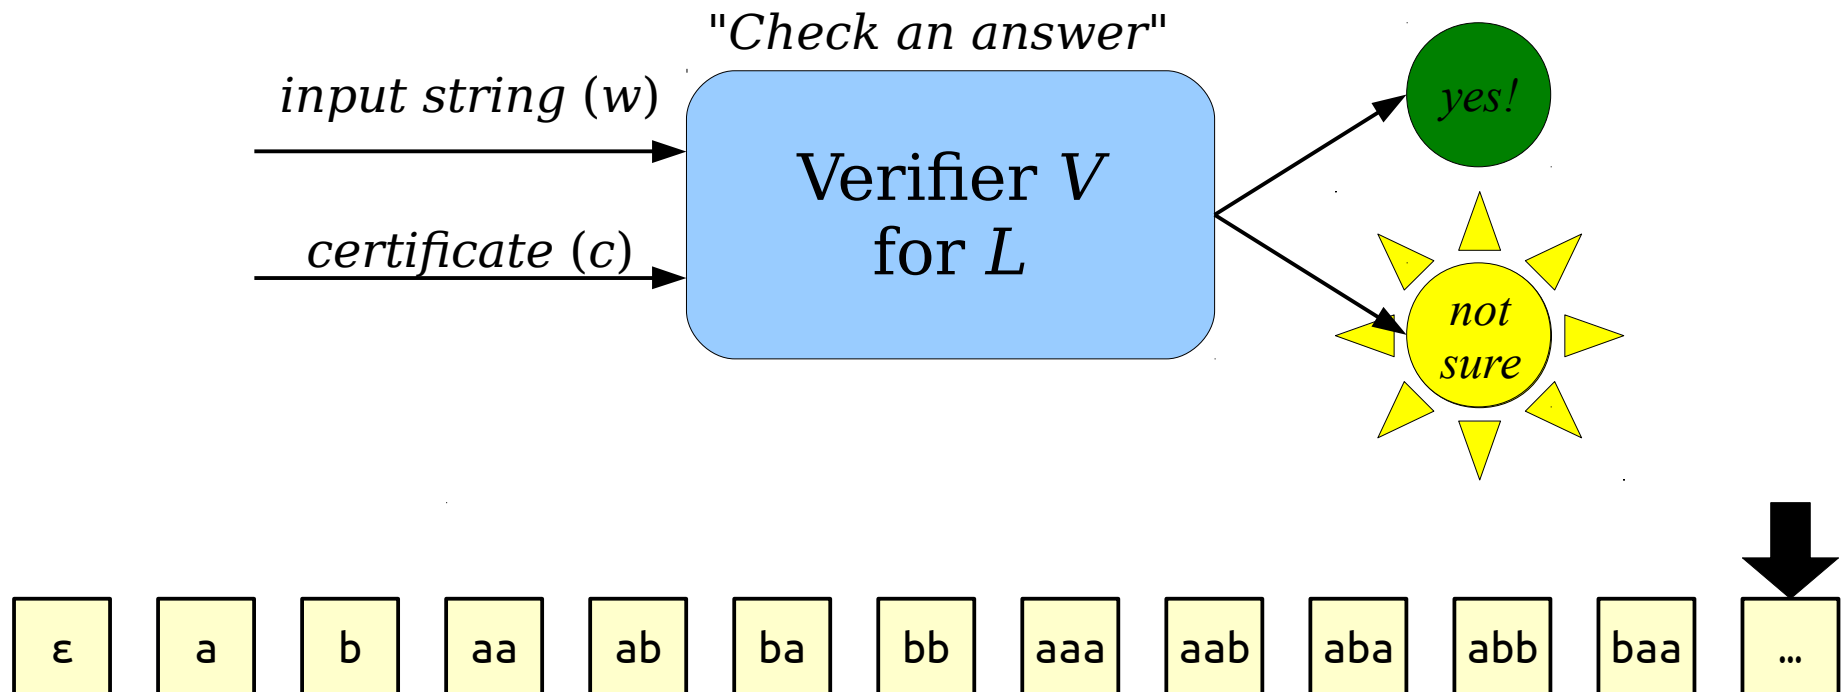 "Check an answer"
input string (w)
certificate (c)
Verifier V
for L
yes!
not
sure
ε a b aa ab ba bb aaa aab aba abb baa …